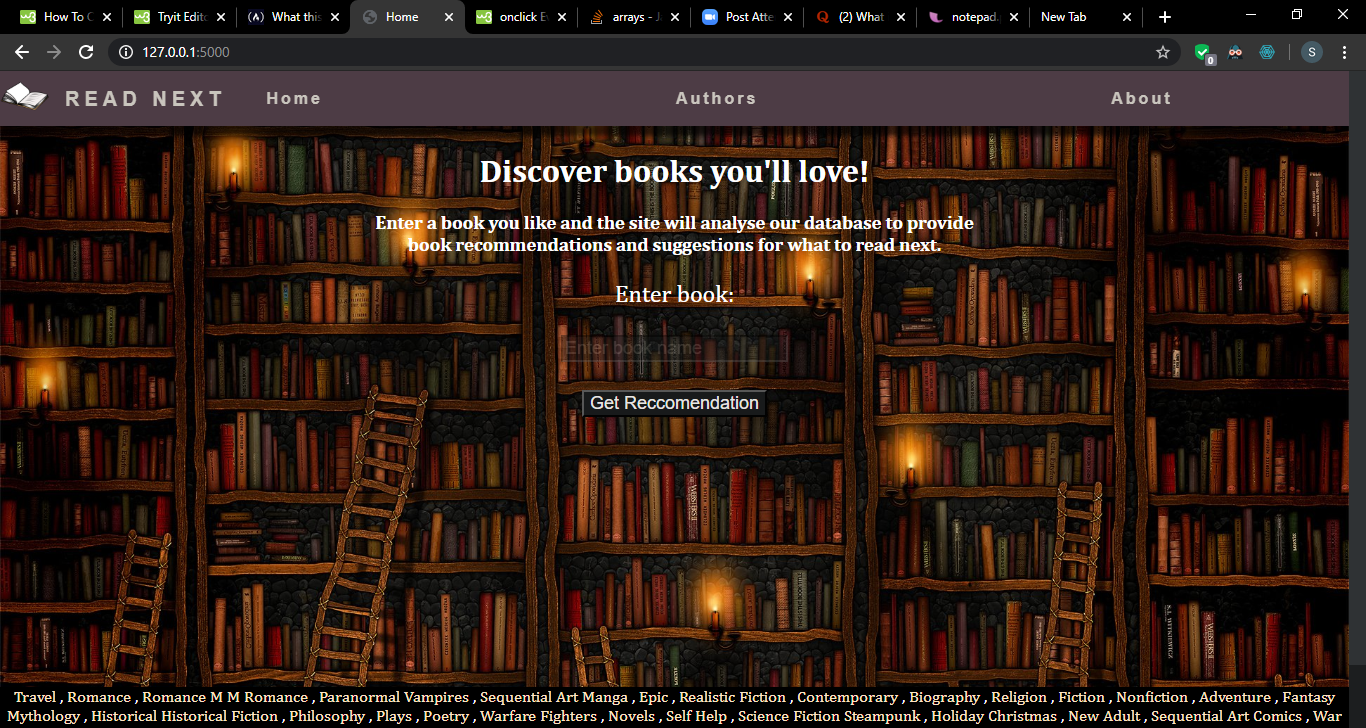 How To C
Tryit Edito
What this
Home
onclick Ev
arrays - Ja
Post Atte
(2) What
notepad.
New Tab
127.0.0.1:5000
0
S
READ NEXT
Home
Authors
About
Discover books you'll love!
Enter a book you like and the site will analyse our database to provide
book recommendations and suggestions for what to read next.
Enter book:
Enter book name
Get Reccomendation
Travel , Romance , Romance M M Romance , Paranormal Vampires , Sequential Art Manga , Epic , Realistic Fiction , Contemporary , Biography , Religion , Fiction , Nonfiction , Adventure , Fantasy
Mythology , Historical Historical Fiction , Philosophy , Plays , Poetry , Warfare Fighters , Novels , Self Help , Science Fiction Steampunk , Holiday Christmas , New Adult , Sequential Art Comics , War